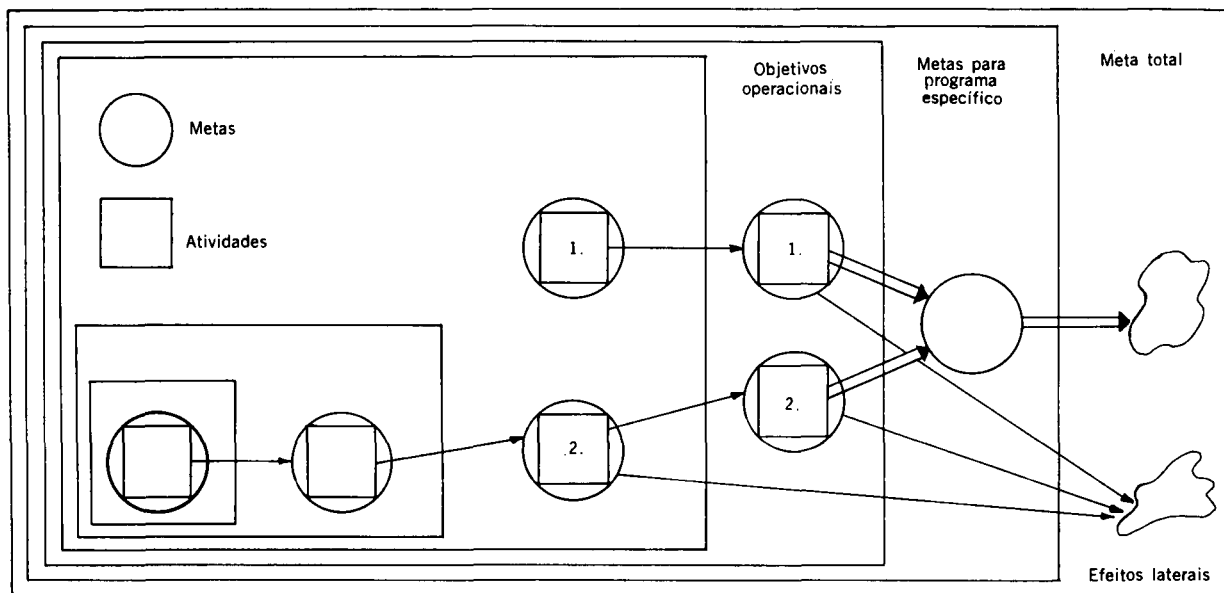 Objetivos
operacionais
Metas para
programa
específico
Meta total
Metas
Atividades
1.
1.
2.
2.
Efeitos laterais